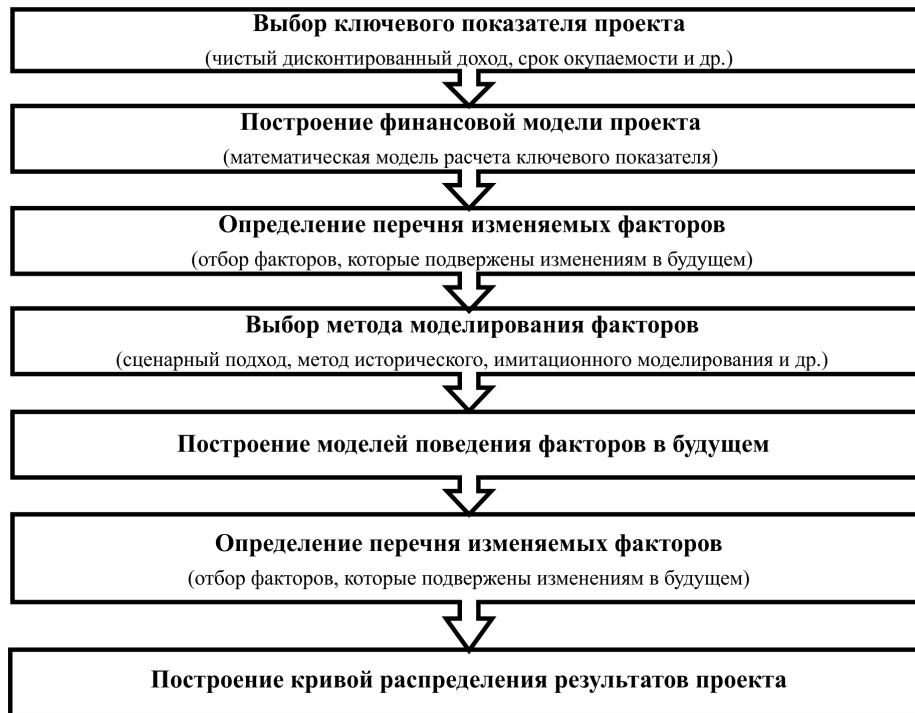 Выбор ключевого показателя проекта
(чистый дисконтированный доход, срок окупаемости и др.)
Построение финансовой модели проекта
(математическая модель расчета ключевого показателя)
Определение перечня изменяемых факторов
(отбор факторов, которые подвержены изменениям в будущем)
Выбор метода моделирования факторов
(сценарный подход, метод исторического, имитационного моделирования и др.)
Построение моделей поведения факторов в будущем
Определение перечня изменяемых факторов
(отбор факторов, которые подвержены изменениям в будущем)
Построение кривой распределения результатов проекта